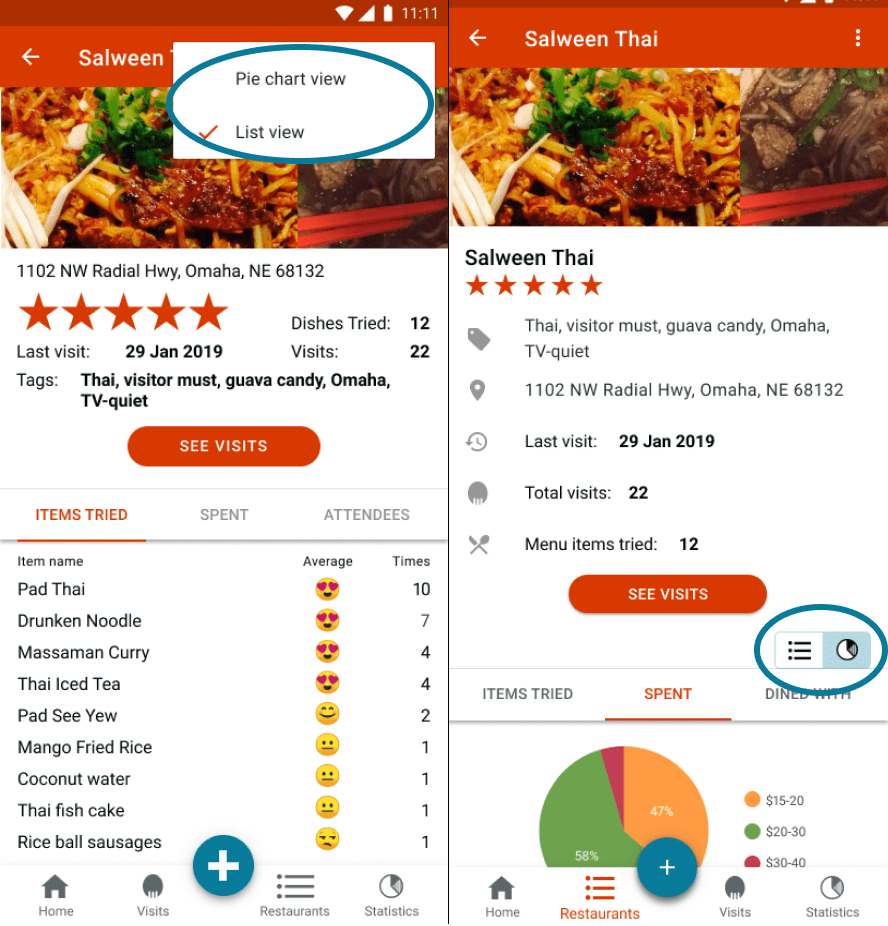 11:11
Salween T
Pie chart view
List view
1102 NW Radial Hwy, Omaha, NE 68132
Dishes Tried: 12
Last visit: 29 Jan 2019 Visits: 22
Tags: Thai, visitor must, guava candy, Omaha,
TV-quiet
SEE VISITS
ITEMS TRIED SPENT ATTENDEES
Item name Average Times
Pad Thai 10
Drunken Noodle 7
Massaman Curry 4
Thai Iced Tea 4
Pad See Yew 2
Mango Fried Rice 1
Coconut water 1
Thai fish cake 1
Rice ball sausages 1
Home Visits Restaurants Statistics
Salween Thai
Salween Thai
Thai, visitor must, guava candy, Omaha,
TV-quiet
1102 NW Radial Hwy, Omaha, NE 68132
Last visit: 29 Jan 2019
Total visits: 22
Menu items tried: 12
SEE VISITS
ITEMS TRIED SPENT DINED WITH
47%
58%
$15-20
$20-30
$30-40
Home Restaurants Visits Statistics